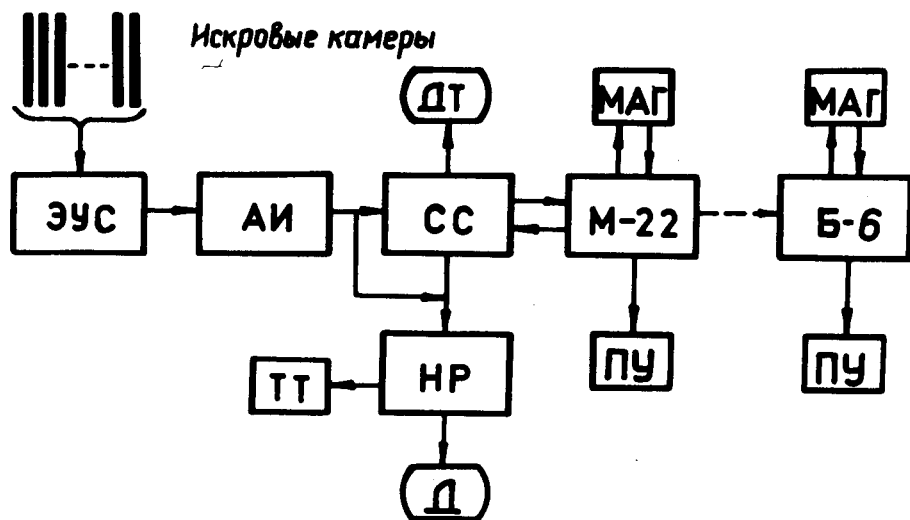 Искровые камеры
ДТ
МАГ
МАГ
ЭУС
АИ
СС
М-22
Б-6
ТТ
НР
ПУ
ПУ
Д